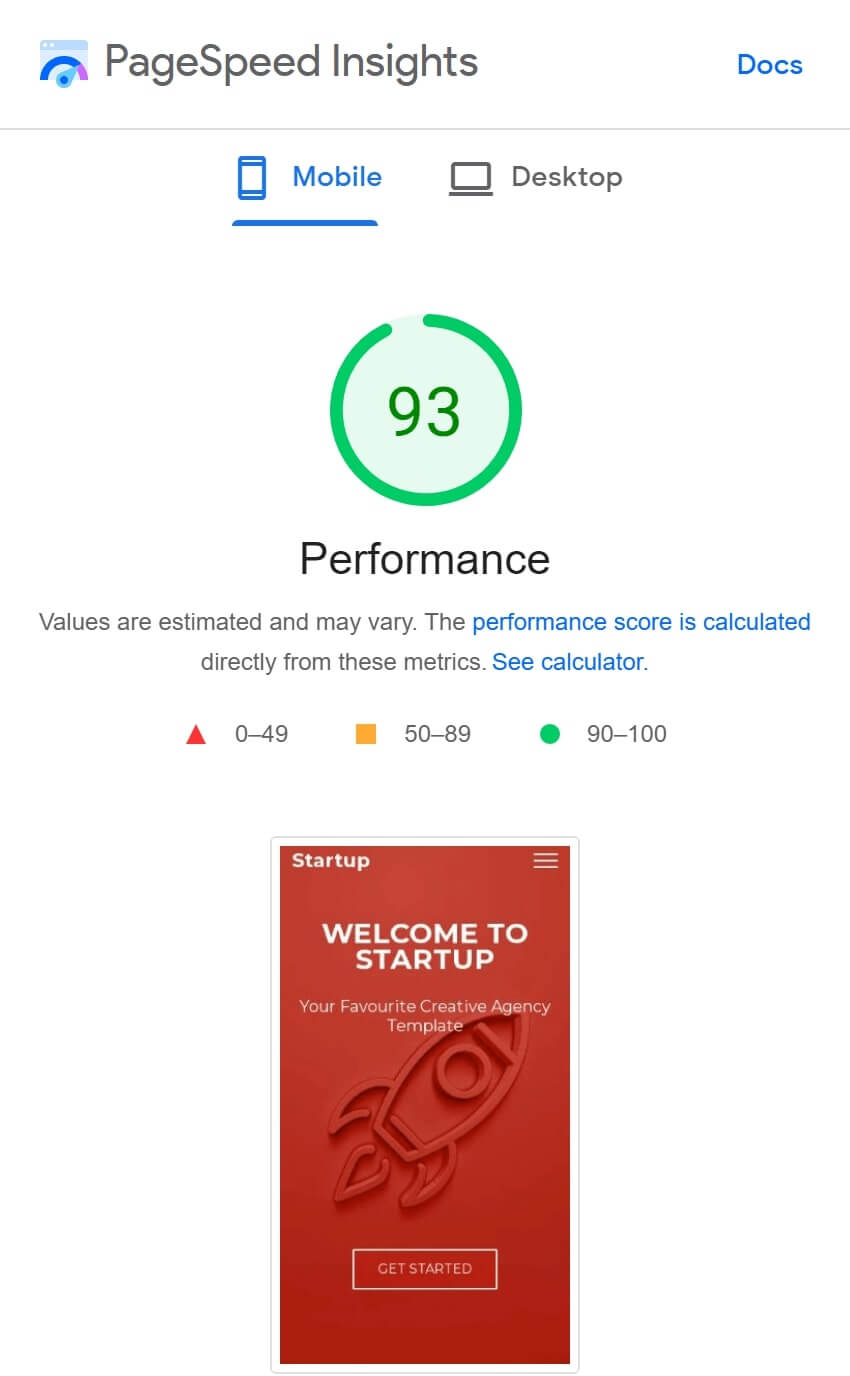 PageSpeed Insights
Docs
Mobile
Desktop
93
Performance
Values are estimated and may vary. The performance score is calculated
directly from these metrics. See calculator.
0–49
50–89
90–100
Startup
WELCOME TO
STARTUP
Your Favourite Creative Agency
Template
GET STARTED